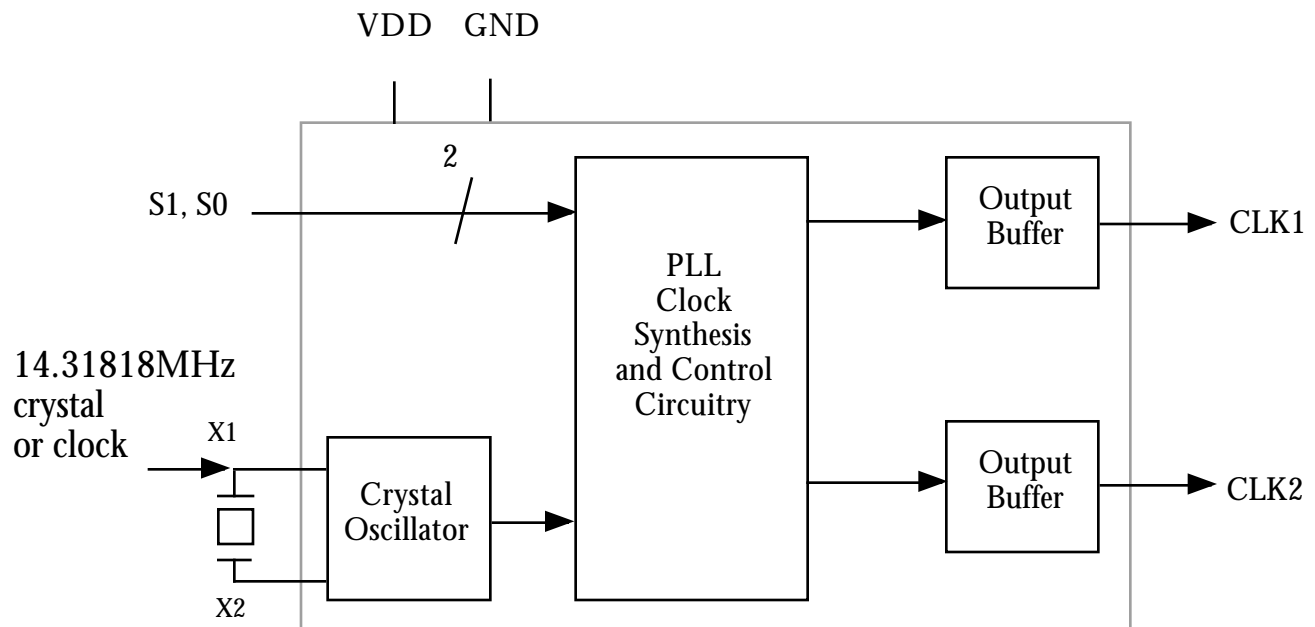 VDD GND
2
S1, S0
Output
Buffer
CLK1
PLL
Clock
Synthesis
and Control
Circuitry
14.31818MHz
crystal
or clock
X1
Crystal
Oscillator
X2
Output
Buffer
CLK2